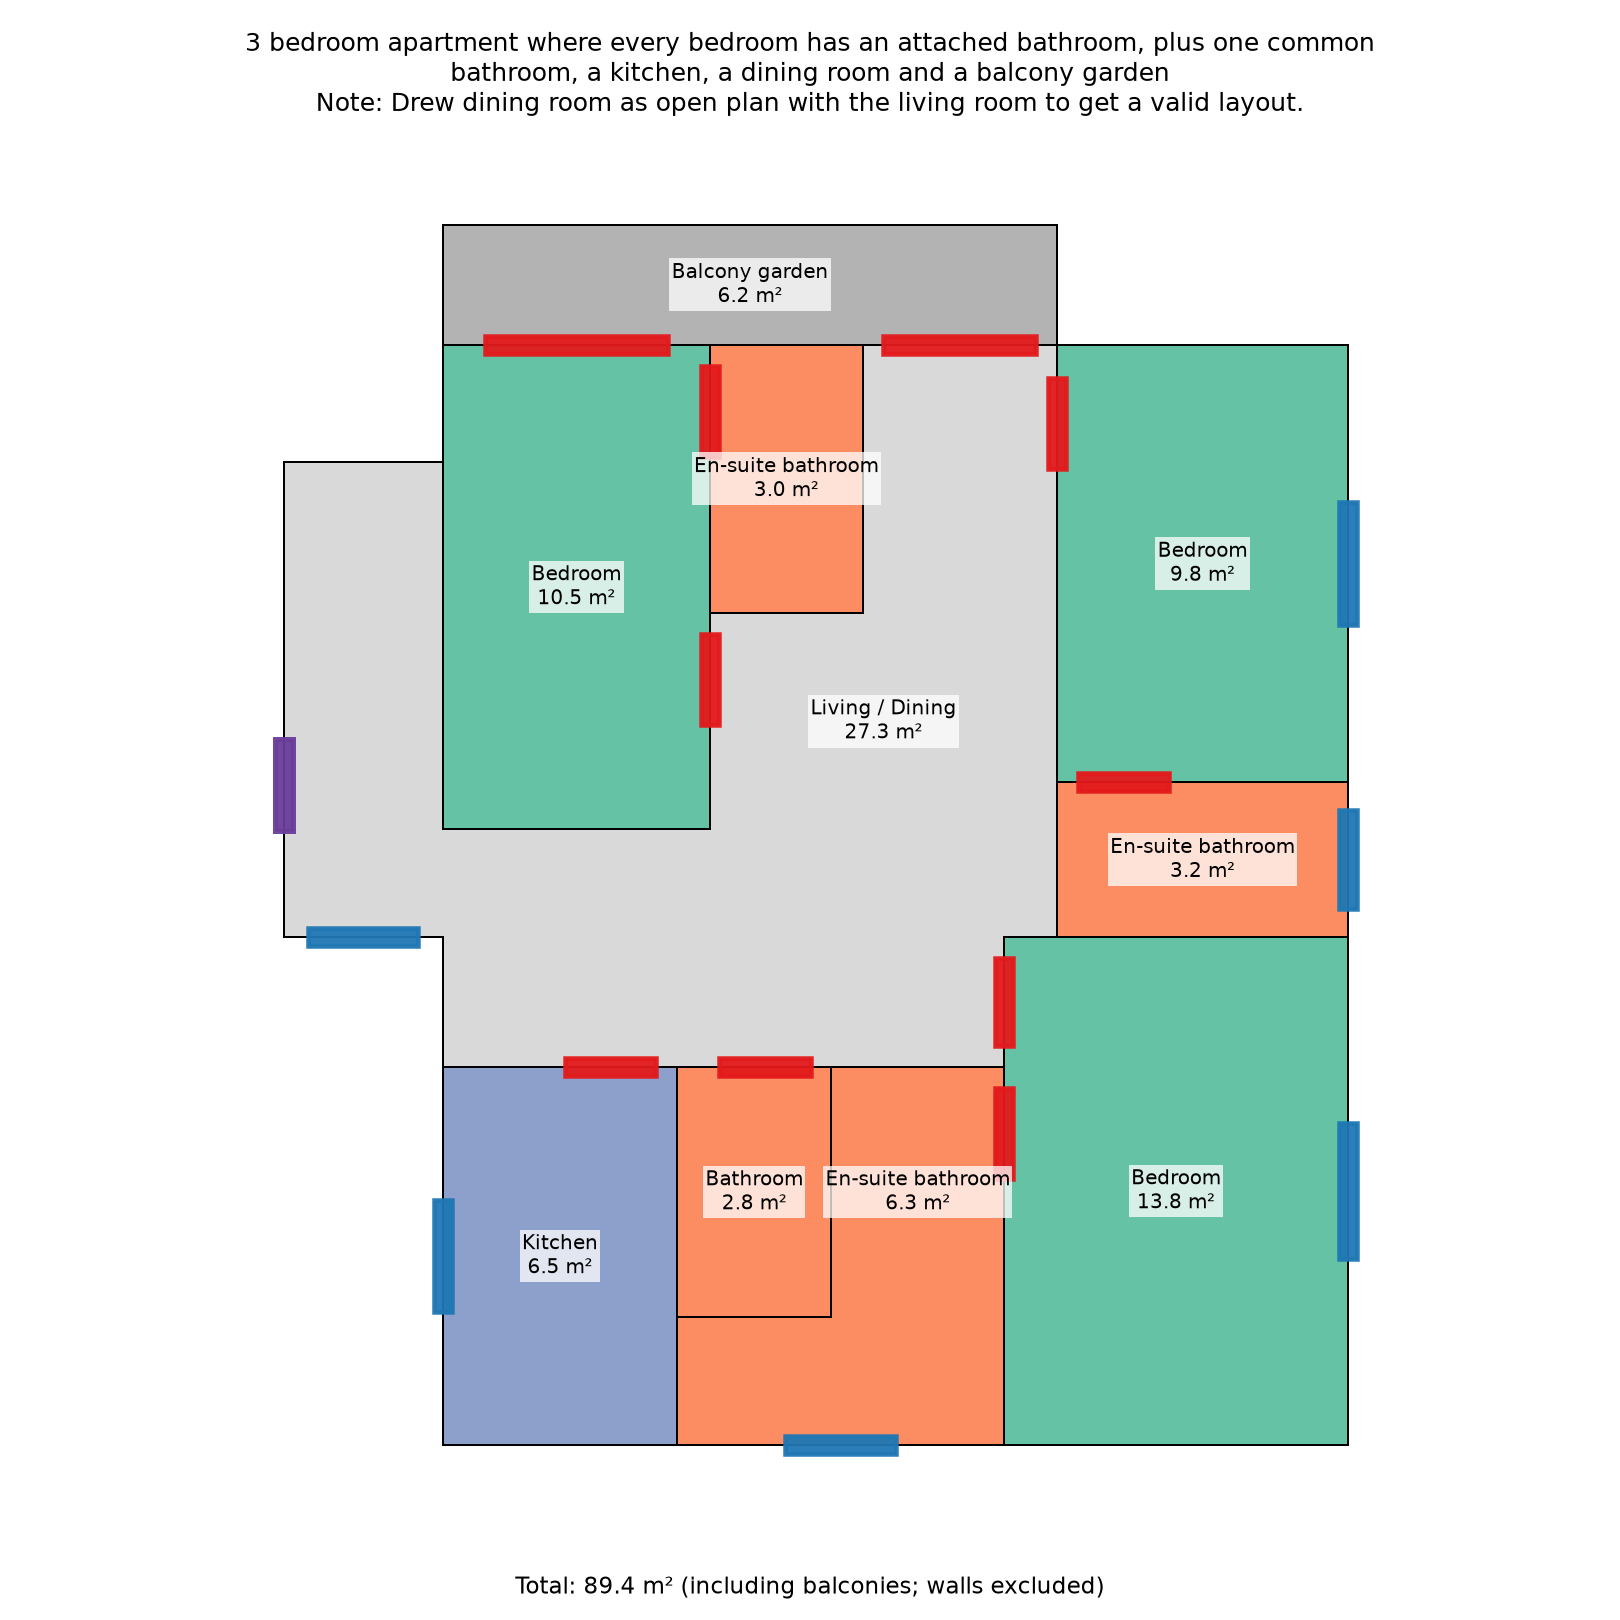 3 bedroom apartment where every bedroom has an attached bathroom, plus one common
bathroom, a kitchen, a dining room and a balcony garden
Note: Drew dining room as open plan with the living room to get a valid layout.
Balcony garden
6.2 m²
En-suite bathroom
3.0 m²
Bedroom
9.8 m²
Bedroom
10.5 m²
Living / Dining
27.3 m²
En-suite bathroom
3.2 m²
Bathroom
2.8 m²
En-suite bathroom
6.3 m²
Bedroom
13.8 m²
Kitchen
6.5 m²
Total: 89.4 m² (including balconies; walls excluded)